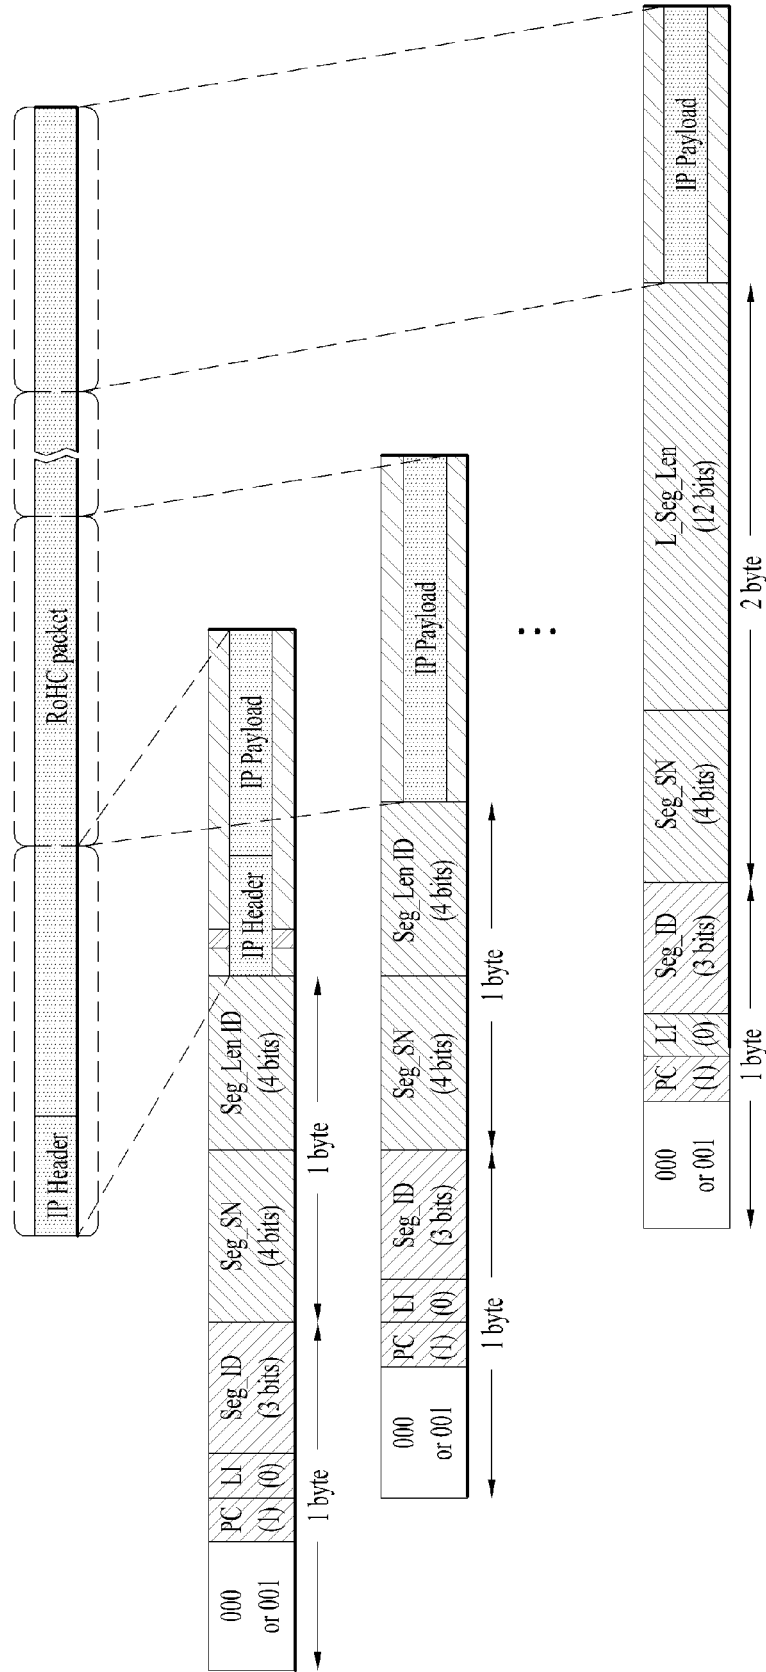 IP Header
RoHC packet
000
or 001
PC
(1)
LI
(0)
Seg_ID
(3 bits)
Seg_SN
(4 bits)
Seg_Len ID
(4 bits)
IP Header
IP Payload
1 byte
1 byte
000
or 001
PC
(1)
LI
(0)
Seg_ID
(3 bits)
Seg_SN
(4 bits)
Seg_Len ID
(4 bits)
IP Payload
1 byte
1 byte
000
or 001
PC
(1)
LI
(0)
Seg_ID
(3 bits)
Seg_SN
(4 bits)
L_Seg_Len
(12 bits)
IP Payload
1 byte
2 byte